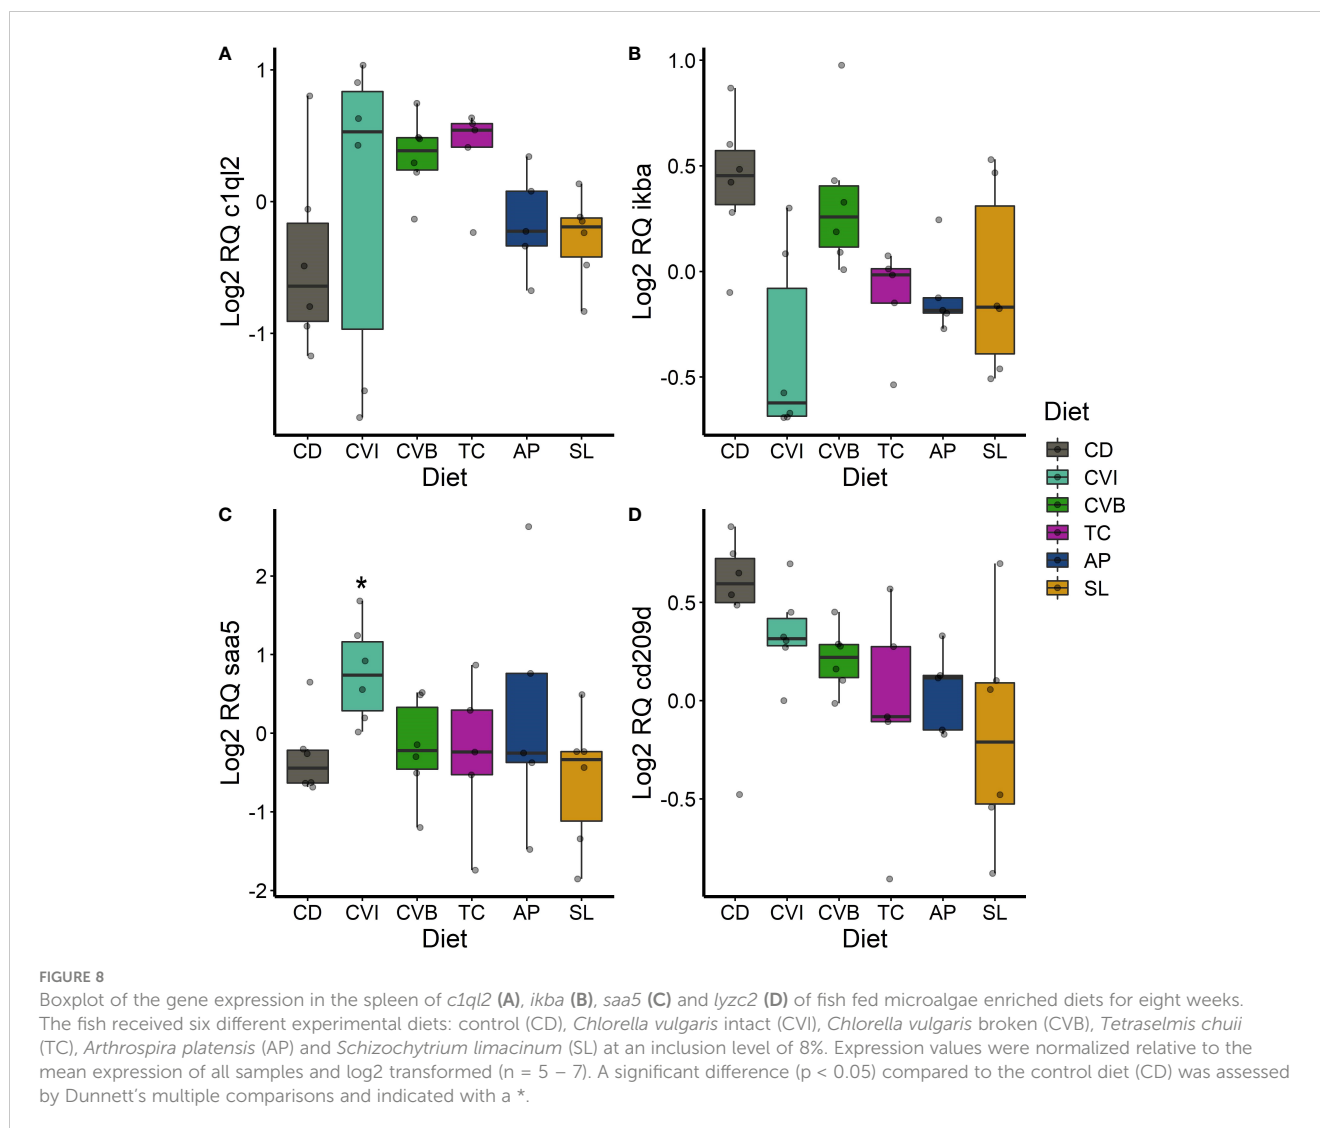 A
Log2 RQ c1ql2
1
0
-1
CD CVI CVB TC AP SL
Diet
B
Log2 RQ ikba
1.0
0.5
0.0
-0.5
CD CVI CVB TC AP SL
Diet
Diet
CD
CVI
CVB
TC
AP
SL
C
Log2 RQ saa5
2
1
0
-1
-2
*
CD CVI CVB TC AP SL
Diet
D
Log2 RQ cd209d
0.5
0.0
-0.5
CD CVI CVB TC AP SL
Diet
FIGURE 8
Boxplot of the gene expression in the spleen of c1ql2 (A), ikba (B), saa5 (C) and lyzc2 (D) of fish fed microalgae enriched diets for eight weeks.
The fish received six different experimental diets: control (CD), Chlorella vulgaris intact (CVI), Chlorella vulgaris broken (CVB), Tetraselmis chuii
(TC), Arthrospira platensis (AP) and Schizochytrium limacinum (SL) at an inclusion level of 8%. Expression values were normalized relative to the
mean expression of all samples and log2 transformed (n = 5 – 7). A significant difference (p < 0.05) compared to the control diet (CD) was assessed
by Dunnett’s multiple comparisons and indicated with a *.